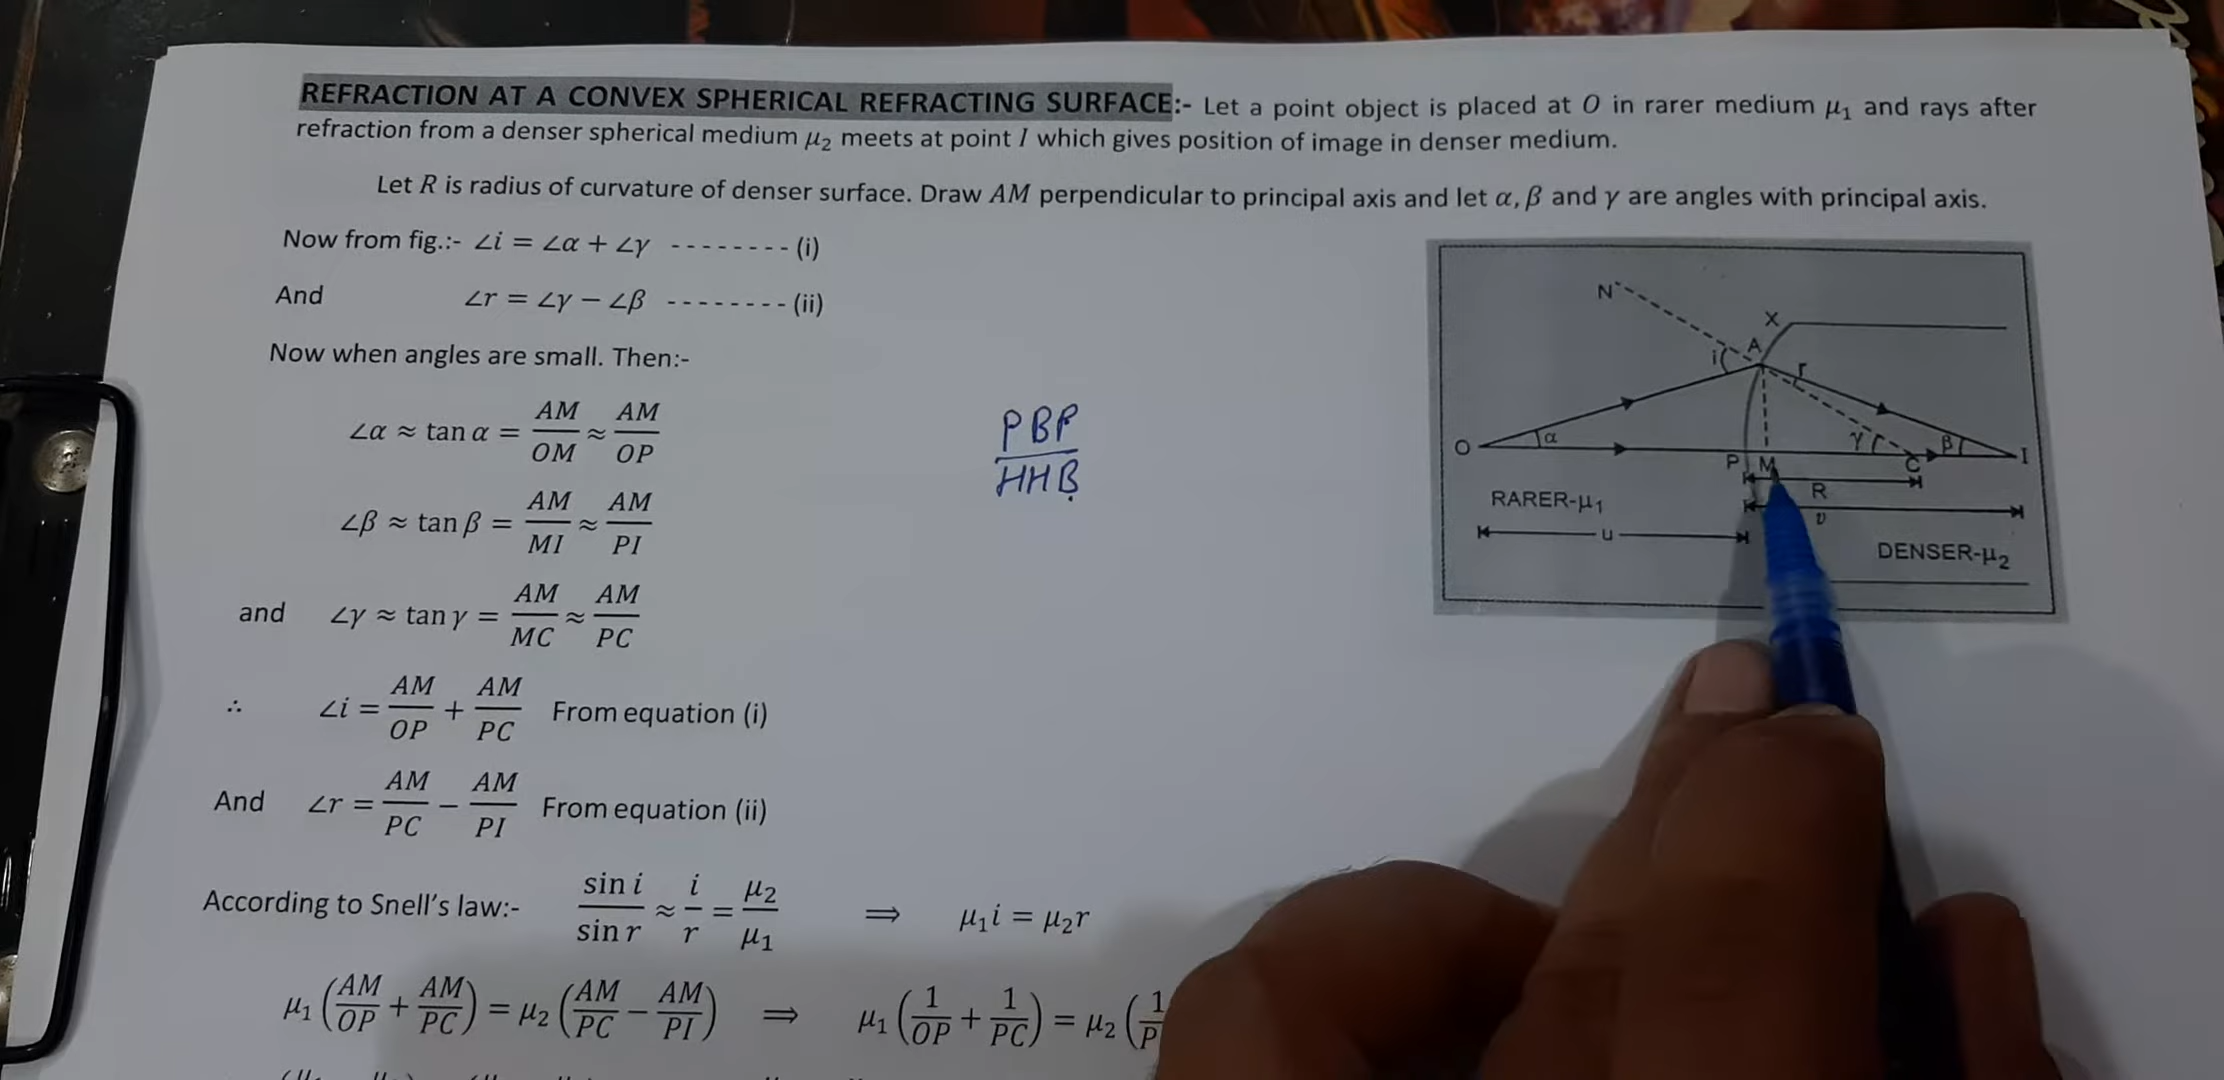 REFRACTION AT A CONVEX SPHERICAL REFRACTING SURFACE:- Let a point object is placed at O in rarer medium μ₁ and rays after
refraction from a denser spherical medium μ₂ meets at point I which gives position of image in denser medium.
Let R is radius of curvature of denser surface. Draw AM perpendicular to principal axis and let α, β and γ are angles with principal axis.
Now from fig.:- ∠i = ∠α + ∠γ -------- (i)
And ∠r = ∠γ − ∠β -------- (ii)
Now when angles are small. Then:-
∠α ≈ tan α = AM/OM ≈ AM/OP
∠β ≈ tan β = AM/MI ≈ AM/PI
and ∠γ ≈ tan γ = AM/MC ≈ AM/PC
∴ ∠i = AM/OP + AM/PC From equation (i)
And ∠r = AM/PC − AM/PI From equation (ii)
According to Snell's law:- sin i/sin r ≈ i/r = μ₂/μ₁ ⟹ μ₁i = μ₂r
μ₁(AM/OP + AM/PC) = μ₂(AM/PC − AM/PI) ⟹ μ₁(1/OP + 1/PC) = μ₂(1/P
PBP
HHB
N
X
A
i
r
O
α
γ
β
I
P
M
C
R
RARER-μ₁
υ
u
DENSER-μ₂